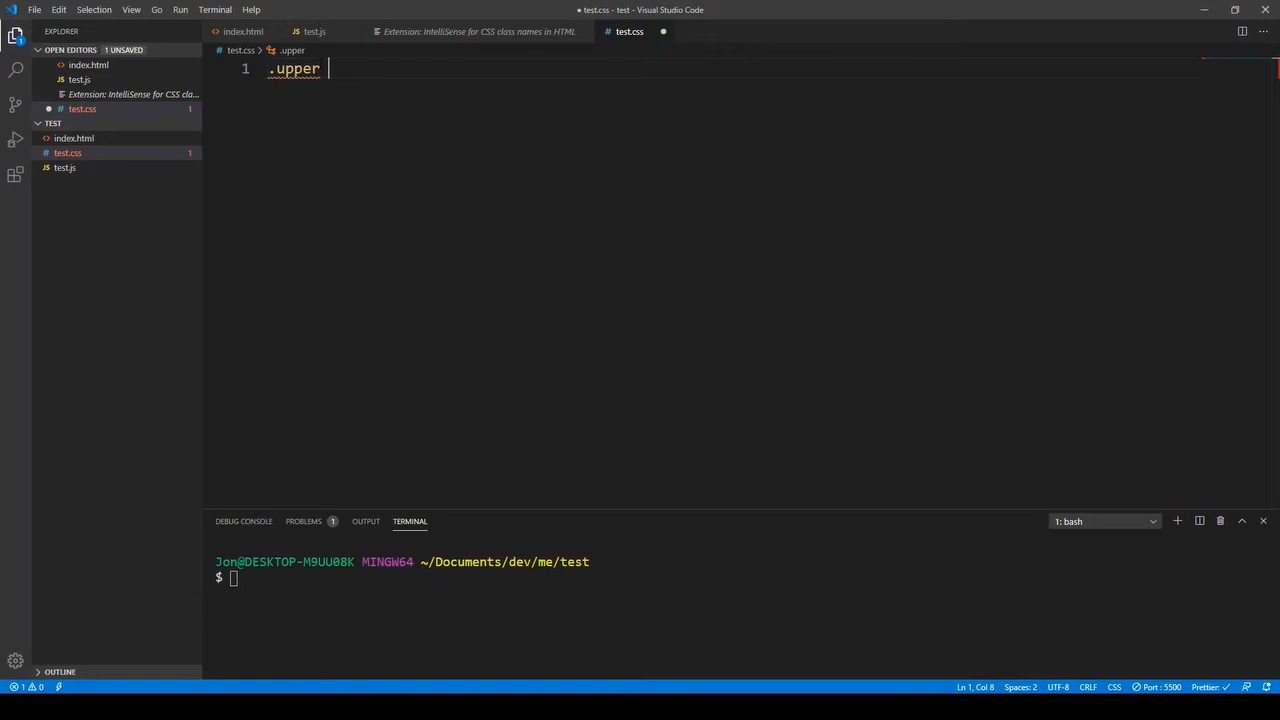 File Edit Selection View Go Run Terminal Help
● test.css - test - Visual Studio Code
EXPLORER
index.html
test.js
Extension: IntelliSense for CSS class names in HTML
# test.css
OPEN EDITORS 1 UNSAVED
# test.css > .upper
index.html
JS test.js
Extension: IntelliSense for CSS cla...
# test.css 1
TEST
index.html
# test.css 1
JS test.js
1 .upper
DEBUG CONSOLE PROBLEMS 1 OUTPUT TERMINAL
1: bash
Jon@DESKTOP-M9UU08K MINGW64 ~/Documents/dev/me/test
$
OUTLINE
1 0
Ln 1, Col 8 Spaces: 2 UTF-8 CRLF CSS Port : 5500 Prettier: ✓